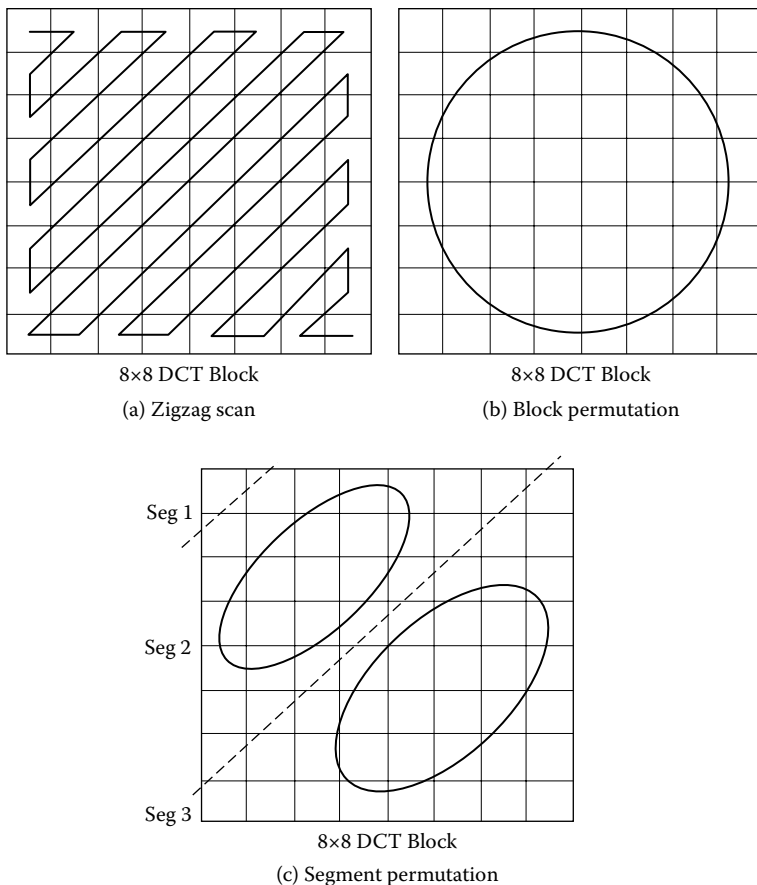 8×8 DCT Block
8×8 DCT Block
(a) Zigzag scan
(b) Block permutation
Seg 1
Seg 2
Seg 3
8×8 DCT Block
(c) Segment permutation